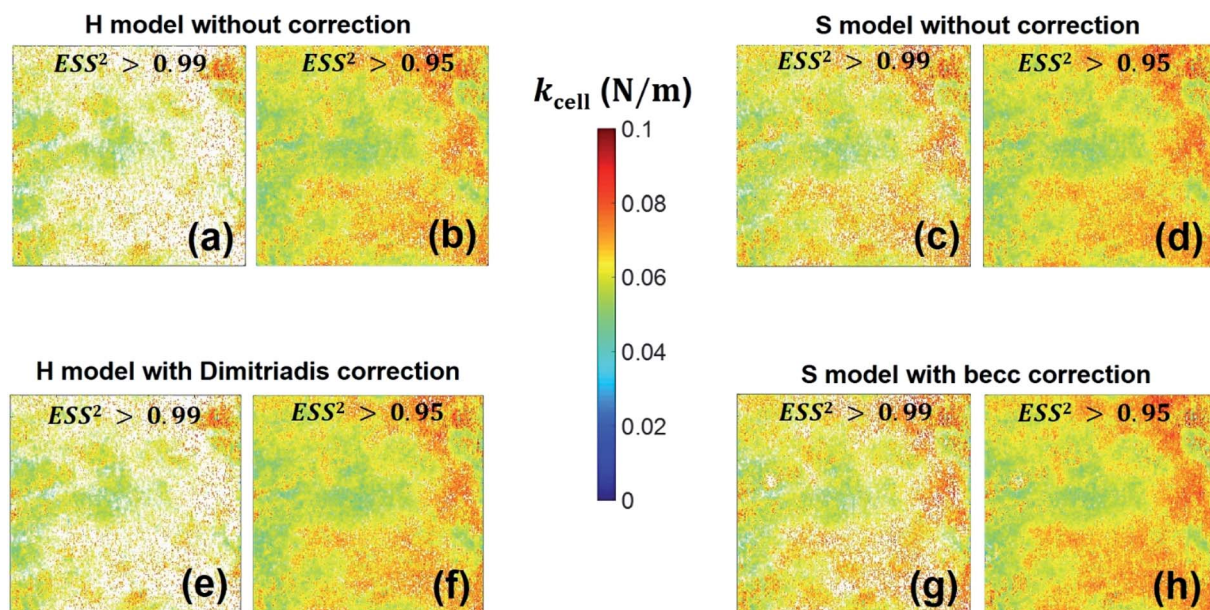 H model without correction
ESS² > 0.99
ESS² > 0.95
(a)
(b)
k_cell (N/m)
0.1
0.08
0.06
0.04
0.02
0
S model without correction
ESS² > 0.99
ESS² > 0.95
(c)
(d)
H model with Dimitriadis correction
ESS² > 0.99
ESS² > 0.95
(e)
(f)
S model with becc correction
ESS² > 0.99
ESS² > 0.95
(g)
(h)